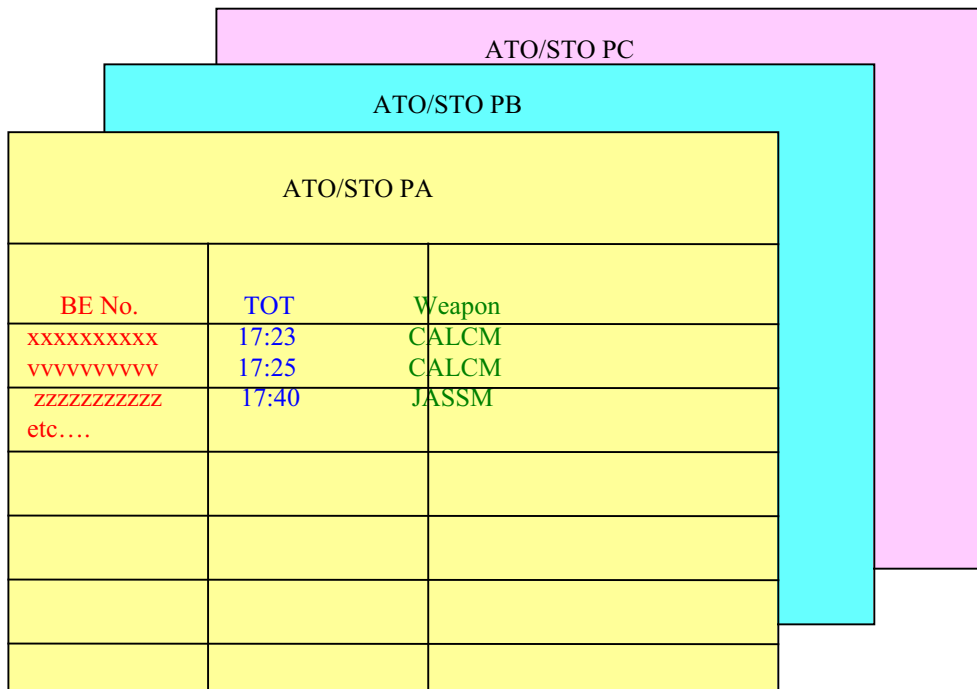 ATO/STO PC
ATO/STO PB
ATO/STO PA
BE No. TOT Weapon
xxxxxxxxxx 17:23 CALCM
vvvvvvvvvv 17:25 CALCM
zzzzzzzzzzz 17:40 JASSM
etc….